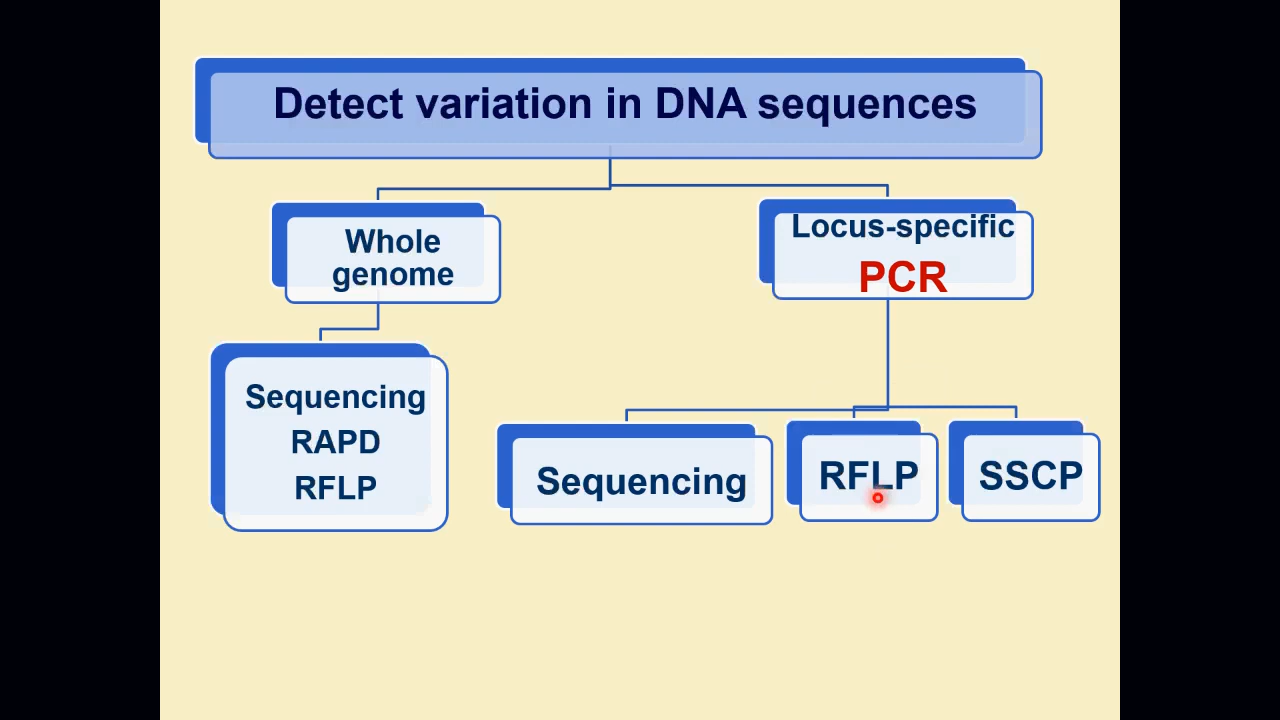 Detect variation in DNA sequences
Whole
genome
Locus-specific
PCR
Sequencing
RAPD
RFLP
Sequencing
RFLP
SSCP